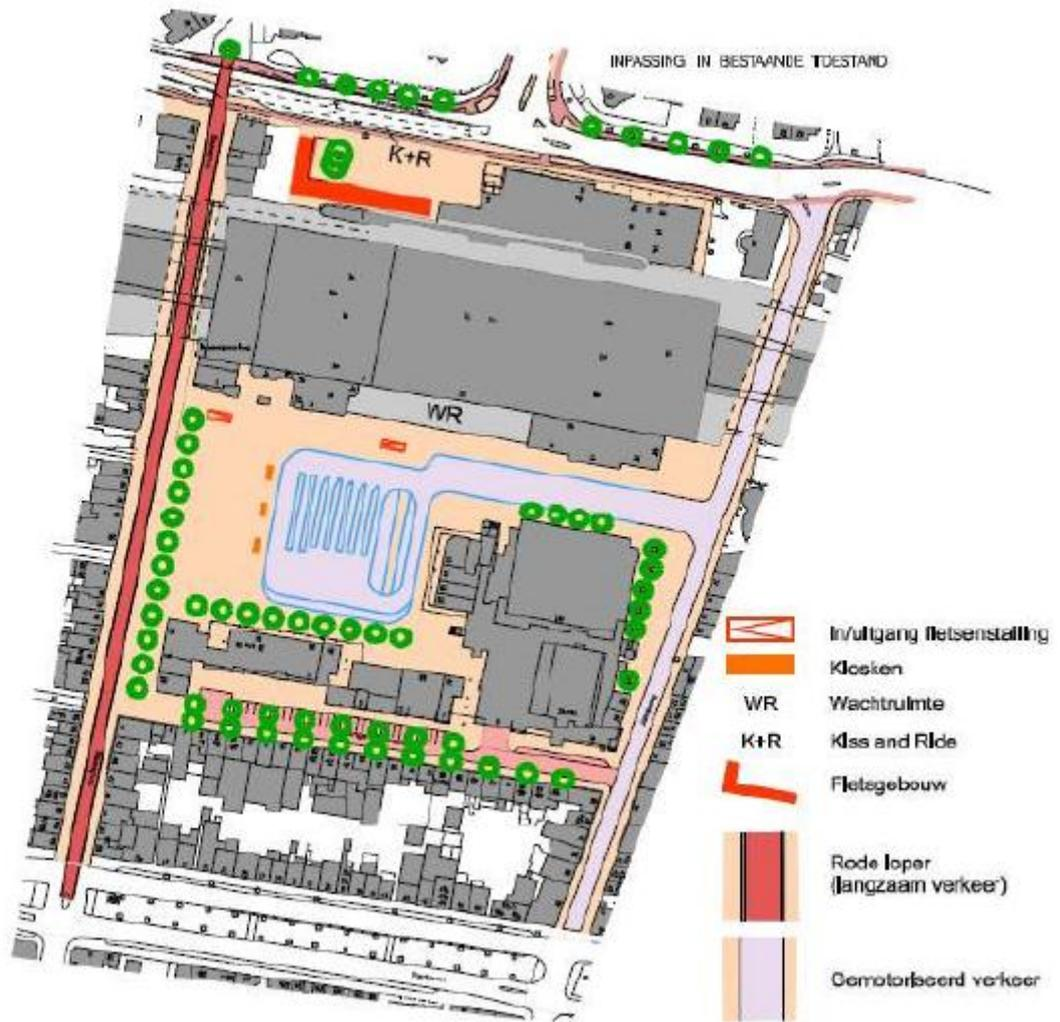 INPASSING IN BESTAANDE TOESTAND
K+R
WR
In/uitgang fietsenstalling
Kiosken
WR Wachtruimte
K+R Kiss and Ride
Fietsgebouw
Rode loper
(langzaam verkeer)
Gemotoriseerd verkeer